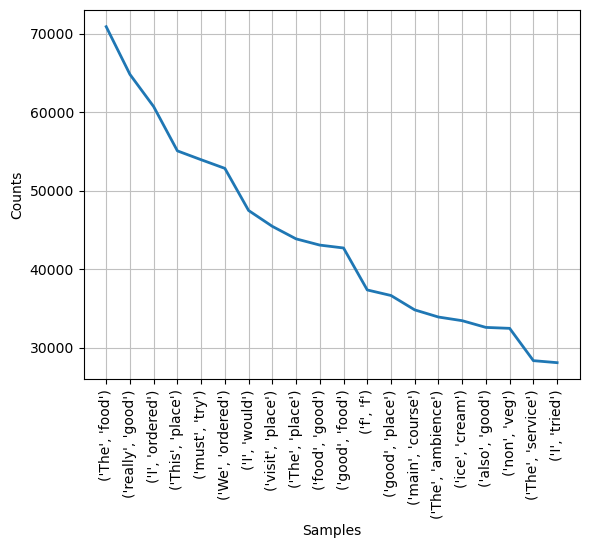 70000
60000
50000
40000
30000
Counts
('The', 'food')
('really', 'good')
('I', 'ordered')
('This', 'place')
('must', 'try')
('We', 'ordered')
('I', 'would')
('visit', 'place')
('The', 'place')
('food', 'good')
('good', 'food')
('f', 'f')
('good', 'place')
('main', 'course')
('The', 'ambience')
('ice', 'cream')
('also', 'good')
('non', 'veg')
('The', 'service')
('I', 'tried')
Samples